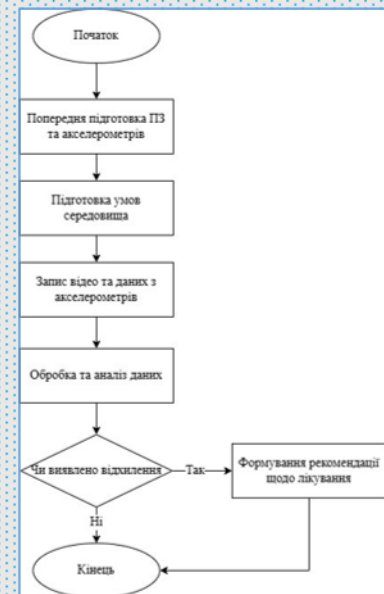 Початок
Попередня підготовка ПЗ
та акселерометрів
Підготовка умов
середовища
Запис відео та даних з
акселерометрів
Обробка та аналіз даних
Чи виявлено відхилення
Так
Формування рекомендації
щодо лікування
Ні
Кінець